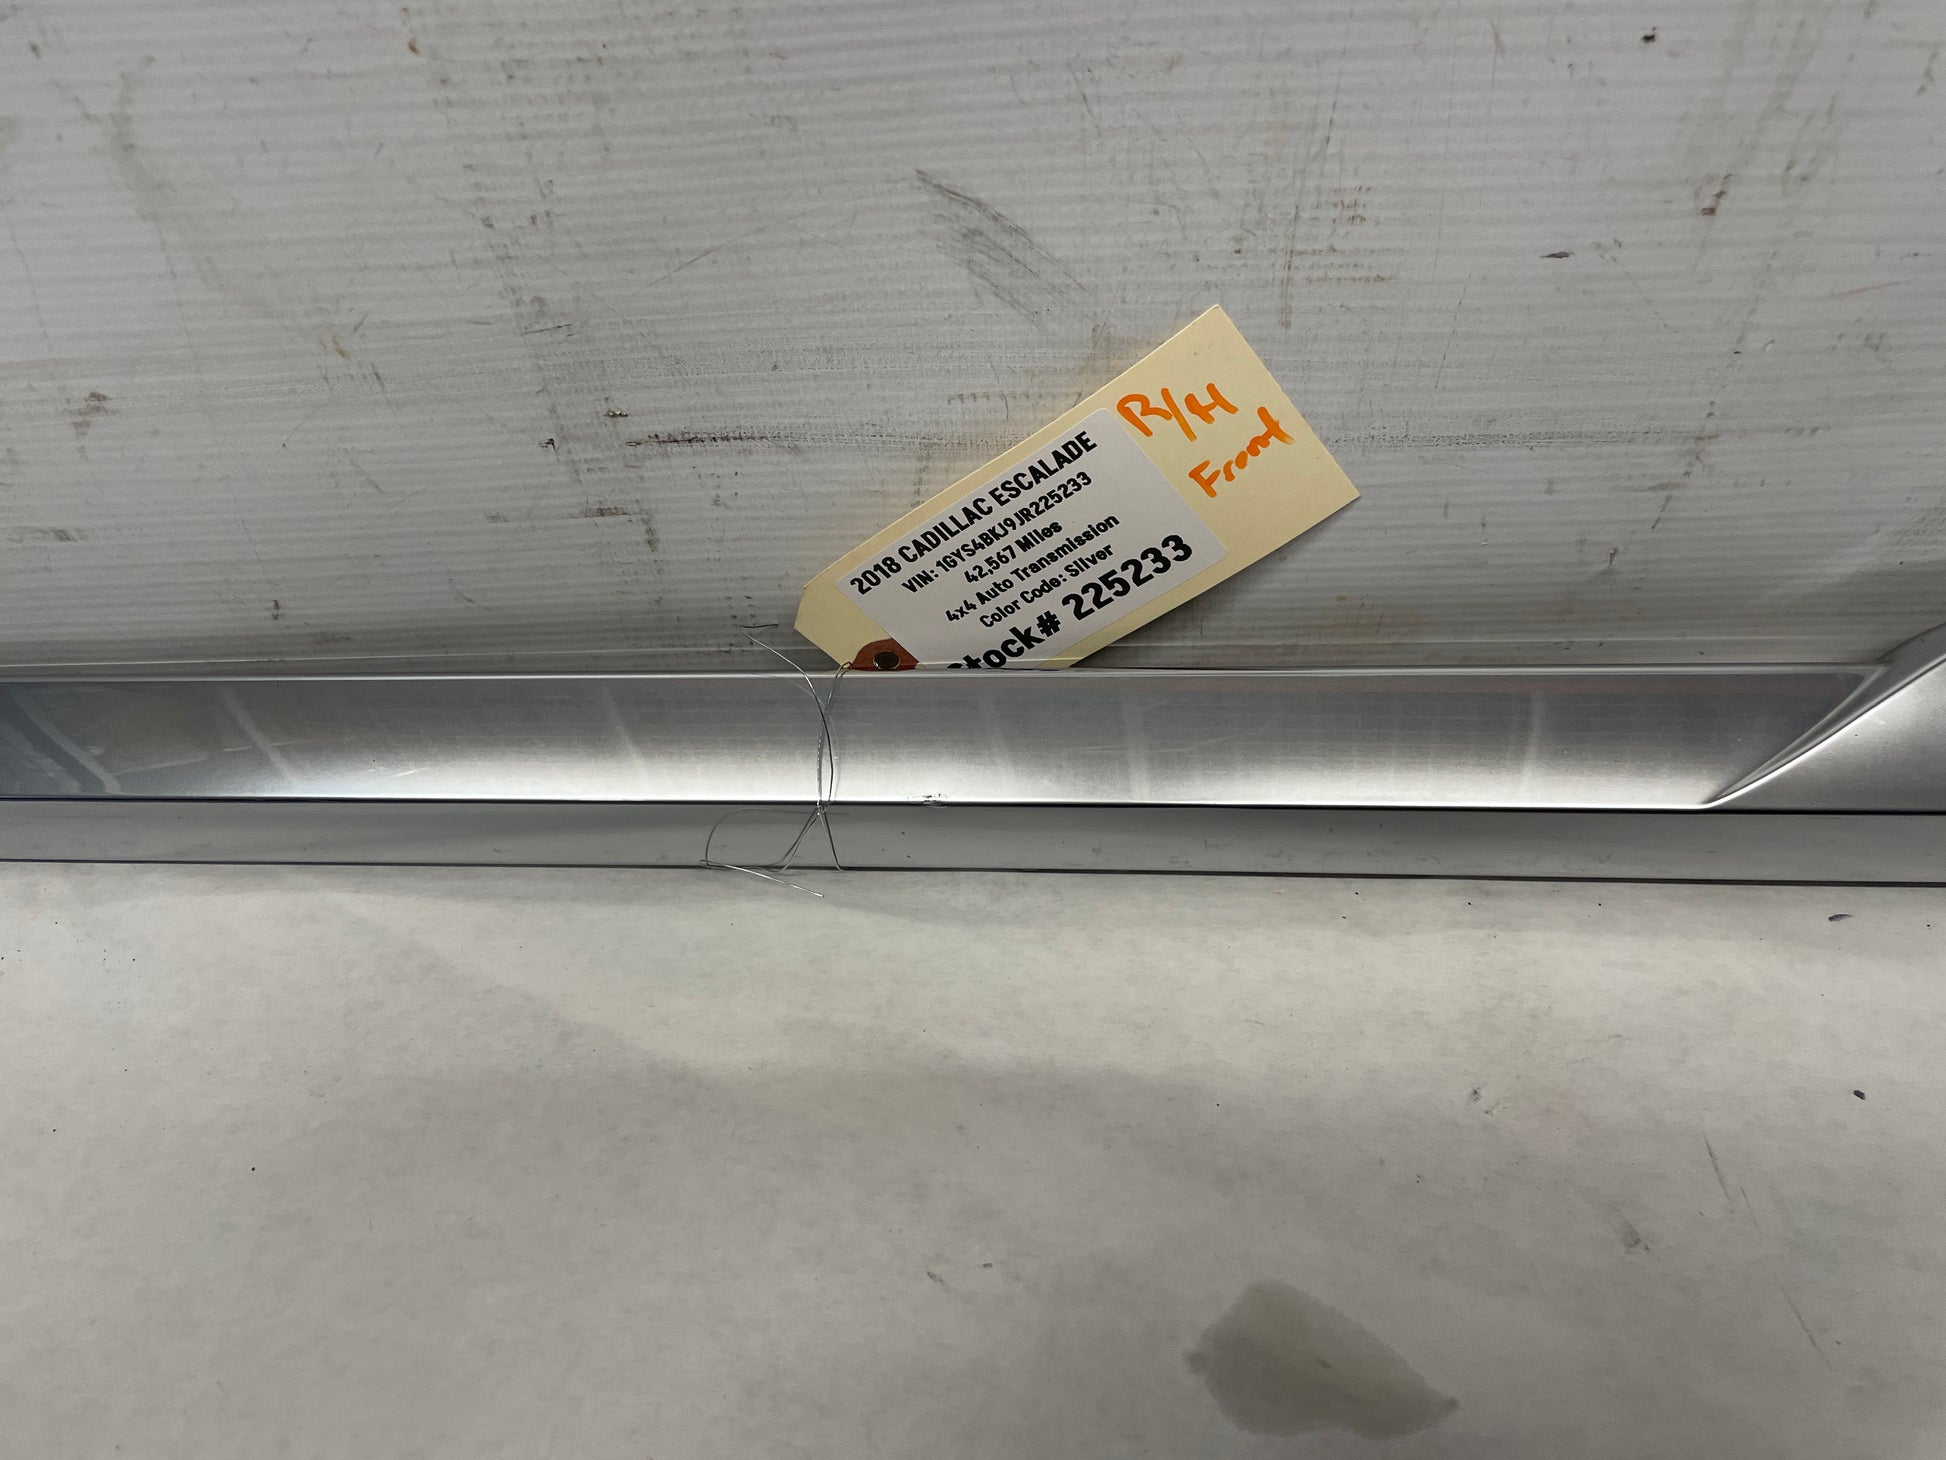 2018 CADILLAC ESCALADE
VIN: 1GYS4BKJ9JR225233
42,567 Miles
4x4 Auto Transmission
Color Code: Silver
Stock# 225233
R/H
Front